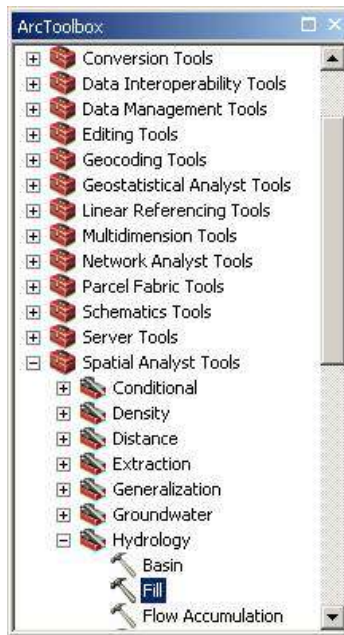 ArcToolbox
Conversion Tools
Data Interoperability Tools
Data Management Tools
Editing Tools
Geocoding Tools
Geostatistical Analyst Tools
Linear Referencing Tools
Multidimension Tools
Network Analyst Tools
Parcel Fabric Tools
Schematics Tools
Server Tools
Spatial Analyst Tools
Conditional
Density
Distance
Extraction
Generalization
Groundwater
Hydrology
Basin
Fill
Flow Accumulation